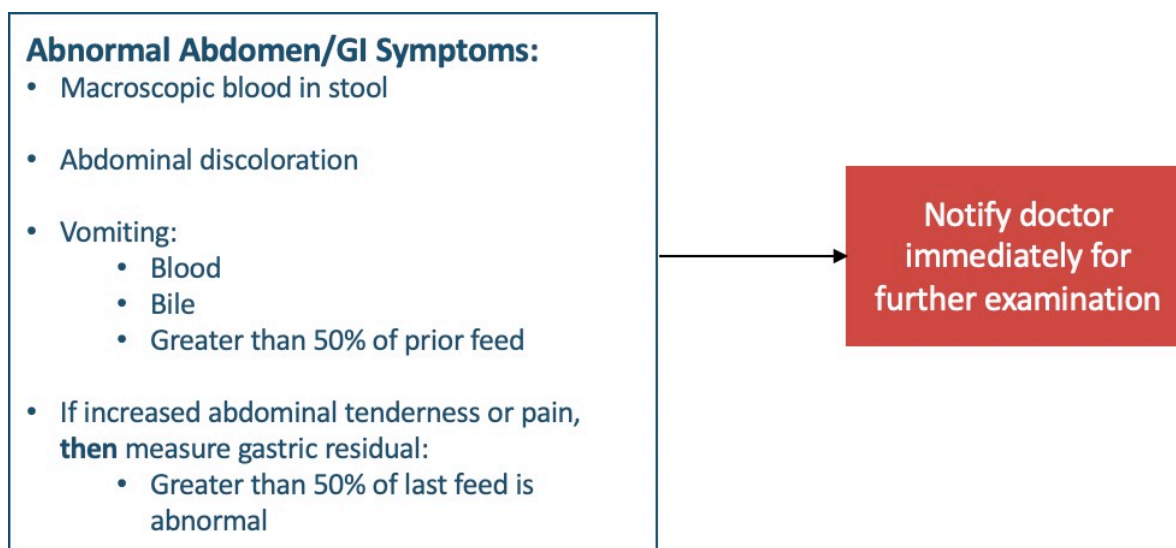 Abnormal Abdomen/GI Symptoms:
• Macroscopic blood in stool
• Abdominal discoloration
• Vomiting:
• Blood
• Bile
• Greater than 50% of prior feed
• If increased abdominal tenderness or pain,
then measure gastric residual:
• Greater than 50% of last feed is
abnormal
Notify doctor
immediately for
further examination